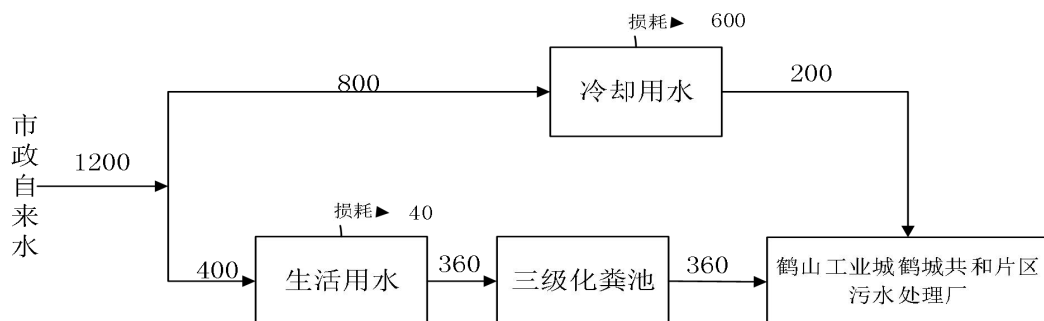 损耗 600
800
冷却用水
200
市政自来水
1200
损耗 40
400
生活用水
360
三级化粪池
360
鹤山工业城鹤城共和片区
污水处理厂